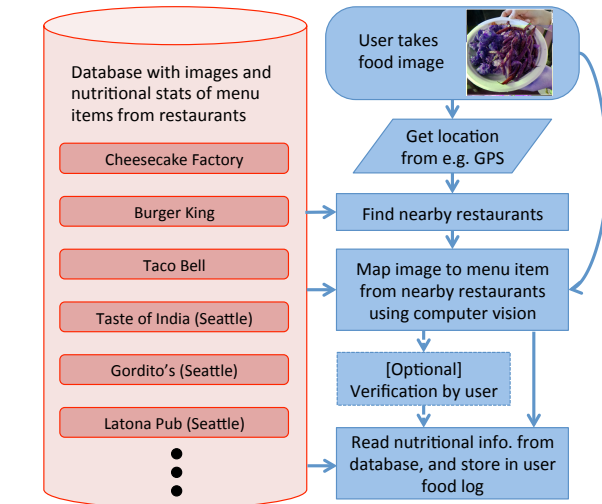 Database with images and
nutritional stats of menu
items from restaurants
Cheesecake Factory
Burger King
Taco Bell
Taste of India (Seattle)
Gordito's (Seattle)
Latona Pub (Seattle)
User takes
food image
Get location
from e.g. GPS
Find nearby restaurants
Map image to menu item
from nearby restaurants
using computer vision
[Optional]
Verification by user
Read nutritional info. from
database, and store in user
food log